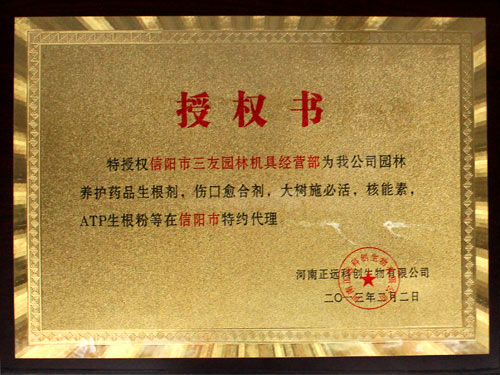 授权书
特授权信阳市三友园林机具经营部为我公司园林
养护药品生根剂，伤口愈合剂，大树施必活，核能素，
ATP生根粉等在信阳市特约代理
河南正远科创生物有限公司
二〇一三年三月二日